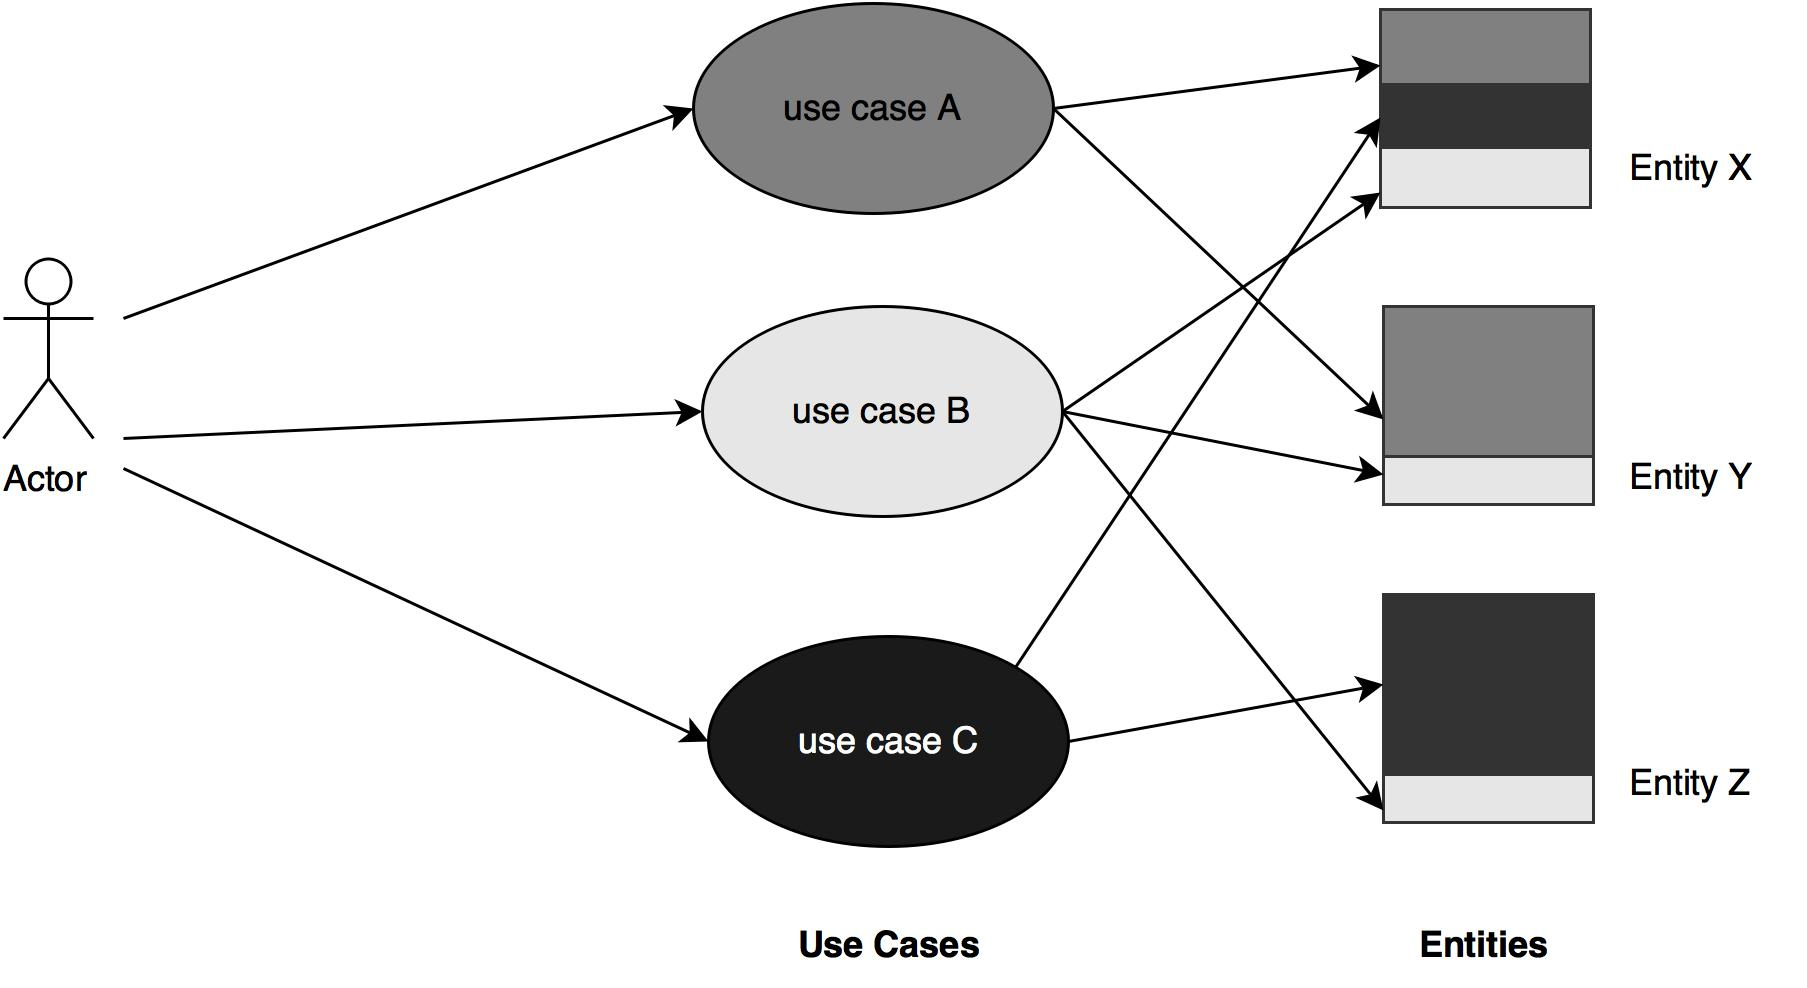 use case A
Entity X
use case B
Actor
Entity Y
use case C
Entity Z
Use Cases
Entities